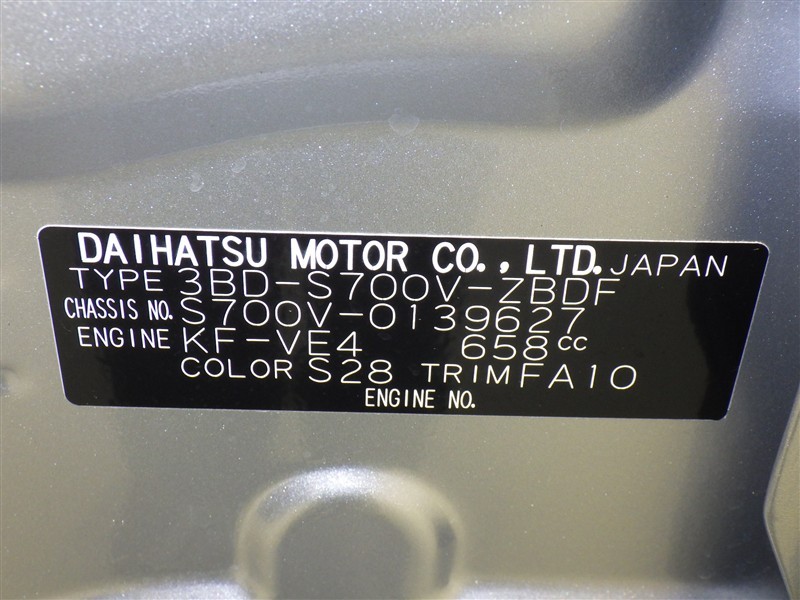 DAIHATSU MOTOR CO., LTD. JAPAN
TYPE 3BD-S700V-ZBDF
CHASSIS NO. S700V-0139627
ENGINE KF-VE4 658cc
COLOR S28 TRIM FA10
ENGINE NO.